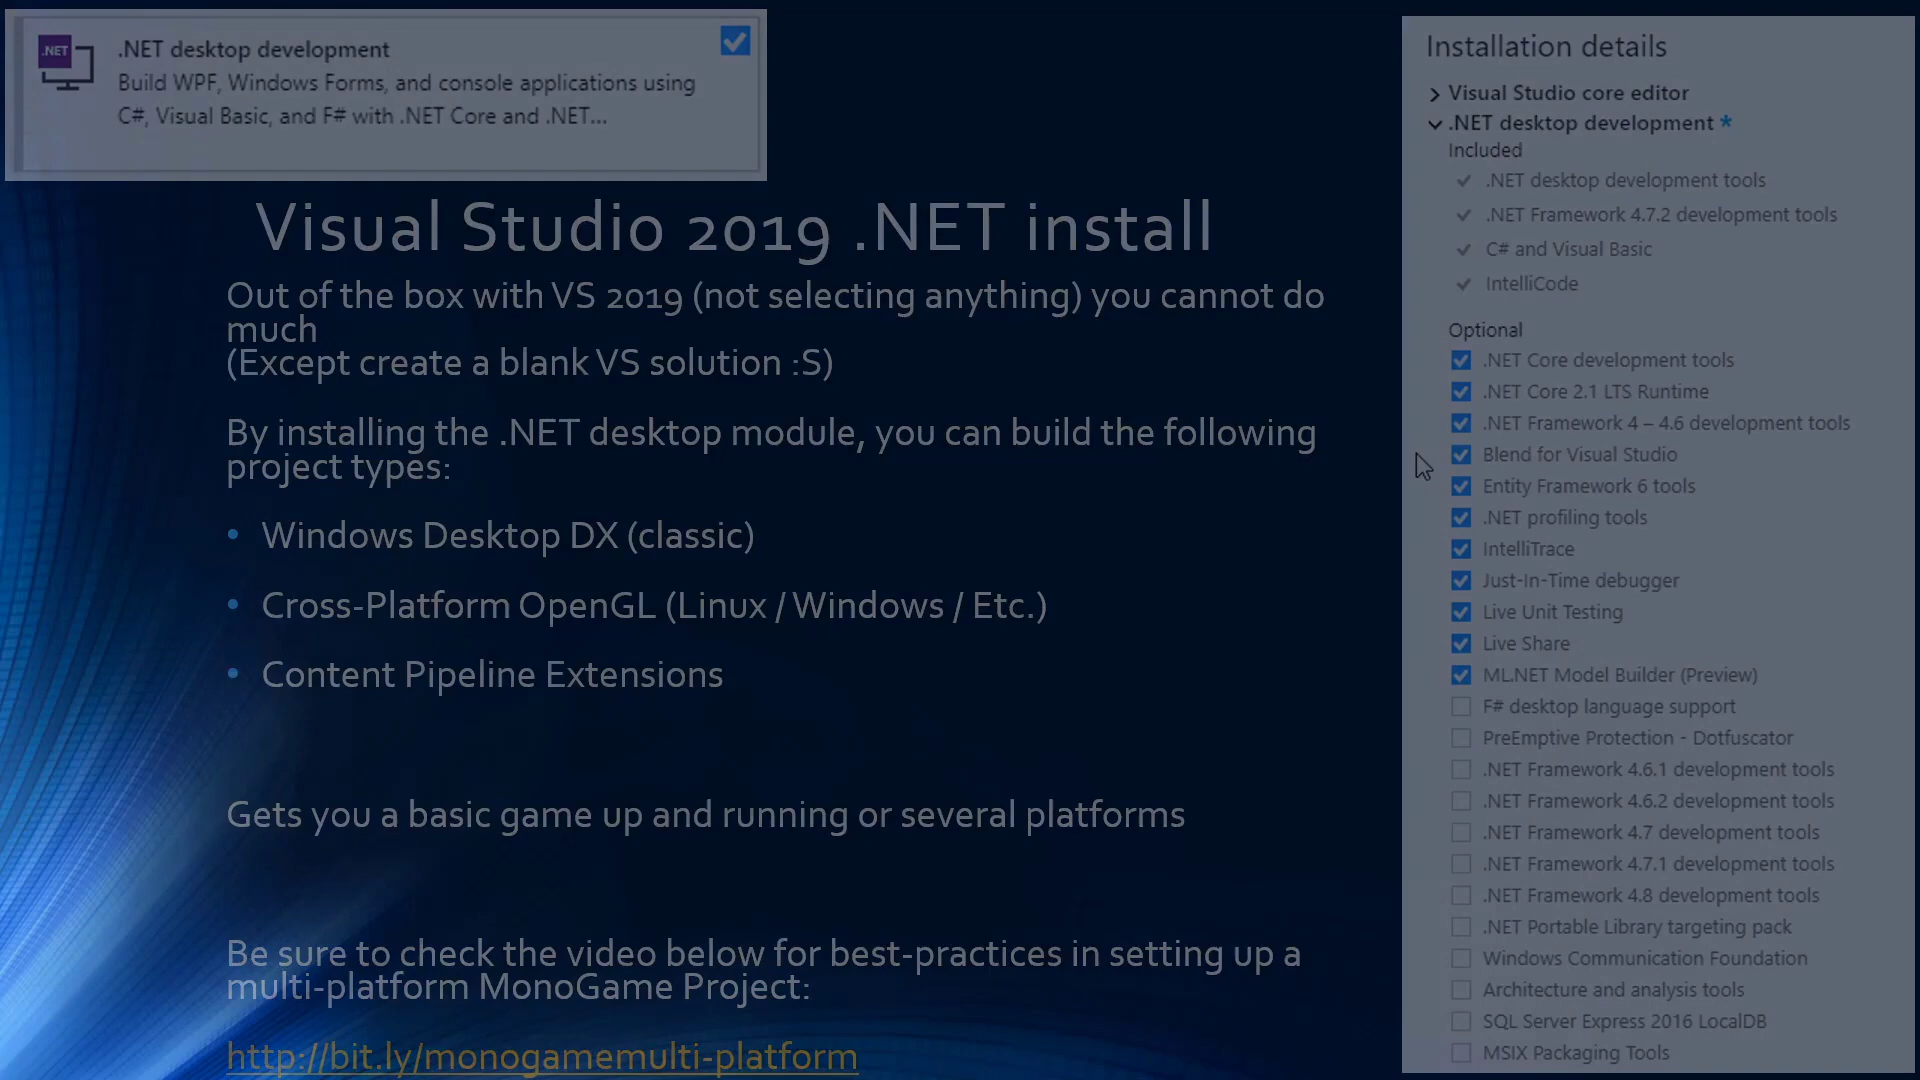 .NET
.NET desktop development
Build WPF, Windows Forms, and console applications using
C#, Visual Basic, and F# with .NET Core and .NET...
Visual Studio 2019 .NET install
Out of the box with VS 2019 (not selecting anything) you cannot do
much
(Except create a blank VS solution :S)
By installing the .NET desktop module, you can build the following
project types:
• Windows Desktop DX (classic)
• Cross-Platform OpenGL (Linux / Windows / Etc.)
• Content Pipeline Extensions
Gets you a basic game up and running or several platforms
Be sure to check the video below for best-practices in setting up a
multi-platform MonoGame Project:
http://bit.ly/monogamemulti-platform
Installation details
Visual Studio core editor
.NET desktop development *
Included
.NET desktop development tools
.NET Framework 4.7.2 development tools
C# and Visual Basic
IntelliCode
Optional
.NET Core development tools
.NET Core 2.1 LTS Runtime
.NET Framework 4 – 4.6 development tools
Blend for Visual Studio
Entity Framework 6 tools
.NET profiling tools
IntelliTrace
Just-In-Time debugger
Live Unit Testing
Live Share
ML.NET Model Builder (Preview)
F# desktop language support
PreEmptive Protection - Dotfuscator
.NET Framework 4.6.1 development tools
.NET Framework 4.6.2 development tools
.NET Framework 4.7 development tools
.NET Framework 4.7.1 development tools
.NET Framework 4.8 development tools
.NET Portable Library targeting pack
Windows Communication Foundation
Architecture and analysis tools
SQL Server Express 2016 LocalDB
MSIX Packaging Tools